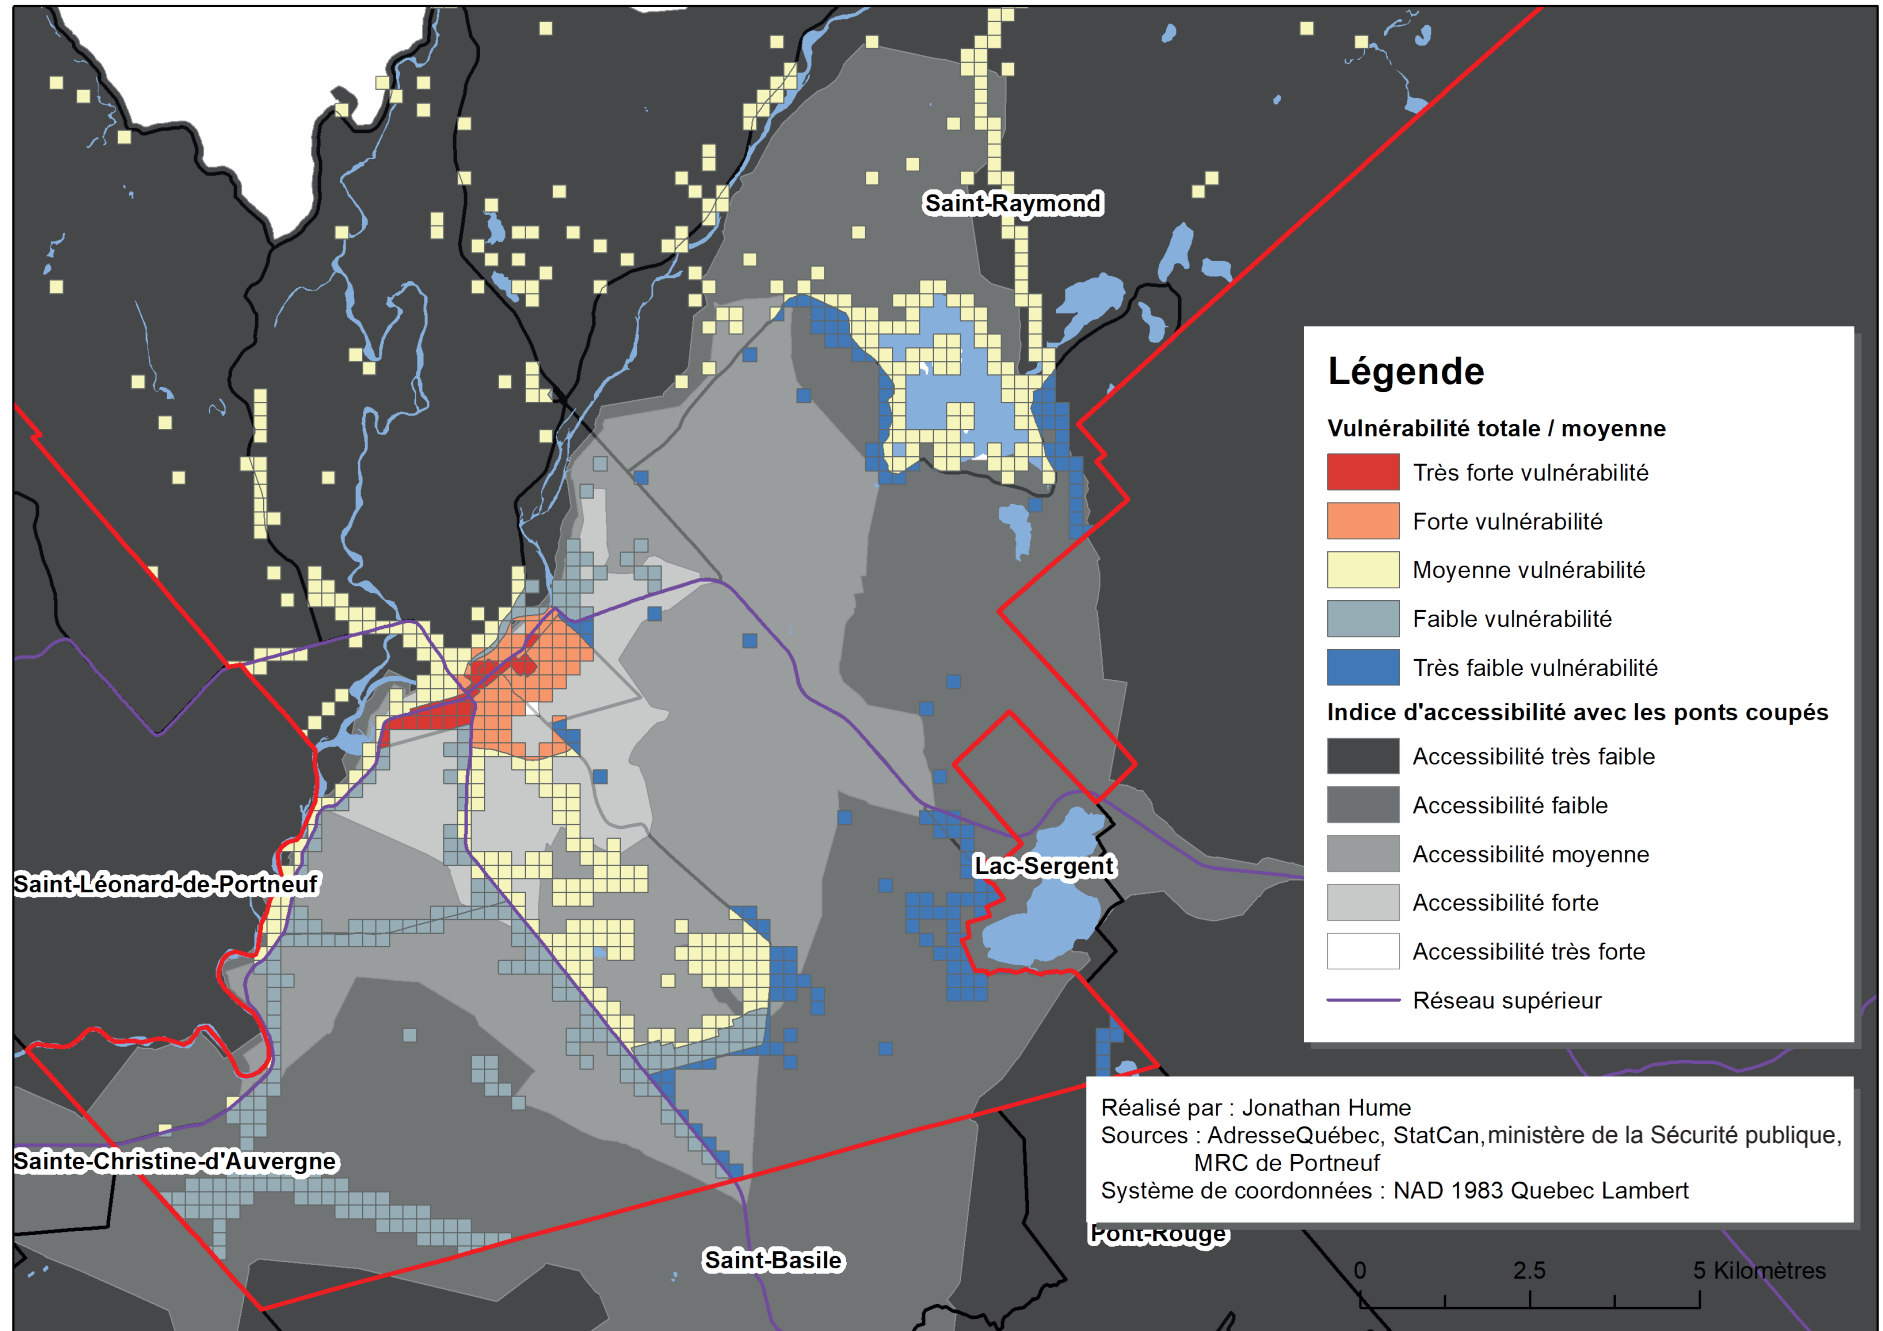 Saint-Raymond
Légende
Vulnérabilité totale / moyenne
Très forte vulnérabilité
Forte vulnérabilité
Moyenne vulnérabilité
Faible vulnérabilité
Très faible vulnérabilité
Indice d'accessibilité avec les ponts coupés
Accessibilité très faible
Accessibilité faible
Accessibilité moyenne
Accessibilité forte
Accessibilité très forte
Réseau supérieur
Lac-Sergent
Saint-Léonard-de-Portneuf
Sainte-Christine-d'Auvergne
Réalisé par : Jonathan Hume
Sources : AdresseQuébec, StatCan,ministère de la Sécurité publique,
MRC de Portneuf
Système de coordonnées : NAD 1983 Quebec Lambert
Pont-Rouge
Saint-Basile
0 2.5 5 Kilomètres